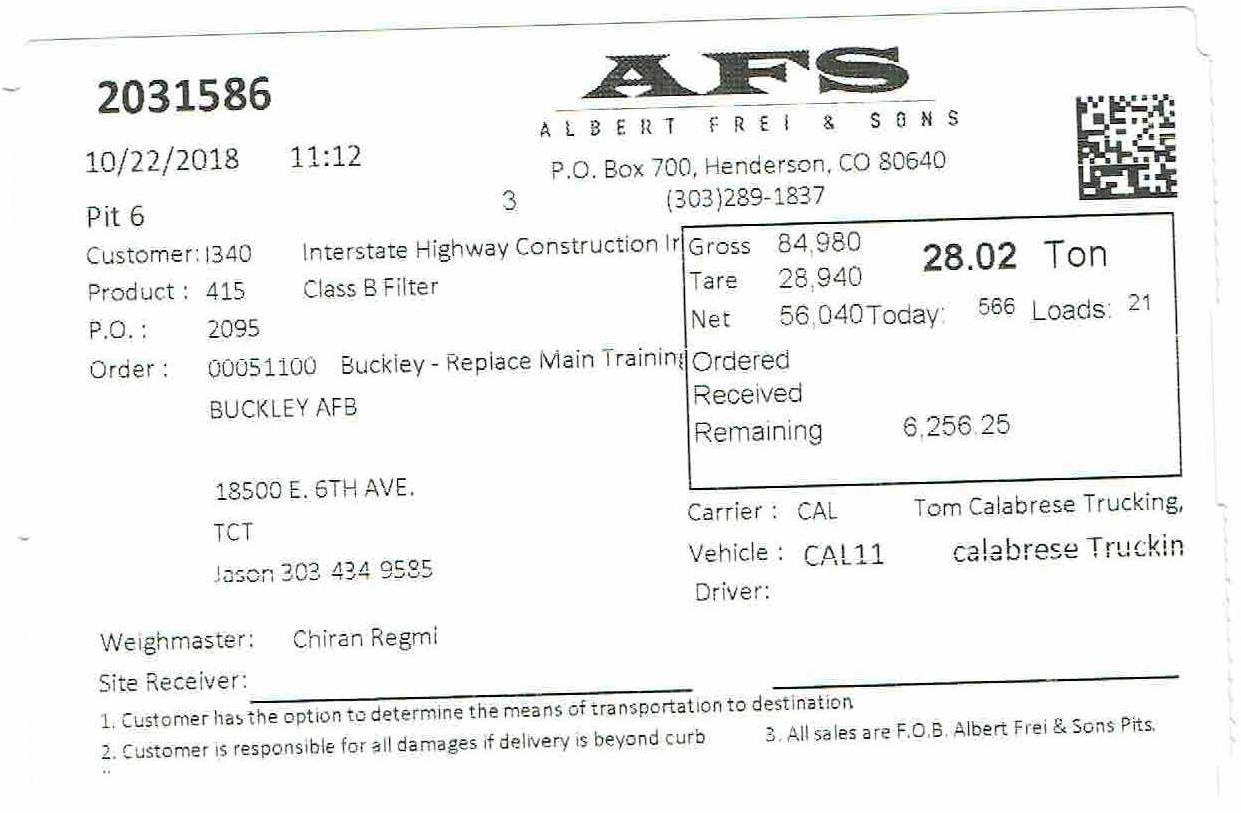 2031586
AFS
ALBERT FREI & SONS
10/22/2018 11:12
P.O. Box 700, Henderson, CO 80640
(303)289-1837
Pit 6 3
Customer: I340 Interstate Highway Construction In
Product : 415 Class B Filter
P.O. : 2095
Order : 00051100 Buckley - Replace Main Training
BUCKLEY AFB
18500 E. 6TH AVE.
TCT
Jason 303 434 9585
Gross 84,980 28.02 Ton
Tare 28,940
Net 56,040 Today: 566 Loads: 21
Ordered
Received
Remaining 6,256.25
Carrier : CAL Tom Calabrese Trucking,
Vehicle : CAL11 calabrese Truckin
Driver:
Weighmaster: Chiran Regmi
Site Receiver:
1. Customer has the option to determine the means of transportation to destination
2. Customer is responsible for all damages if delivery is beyond curb
3. All sales are F.O.B. Albert Frei & Sons Pits.